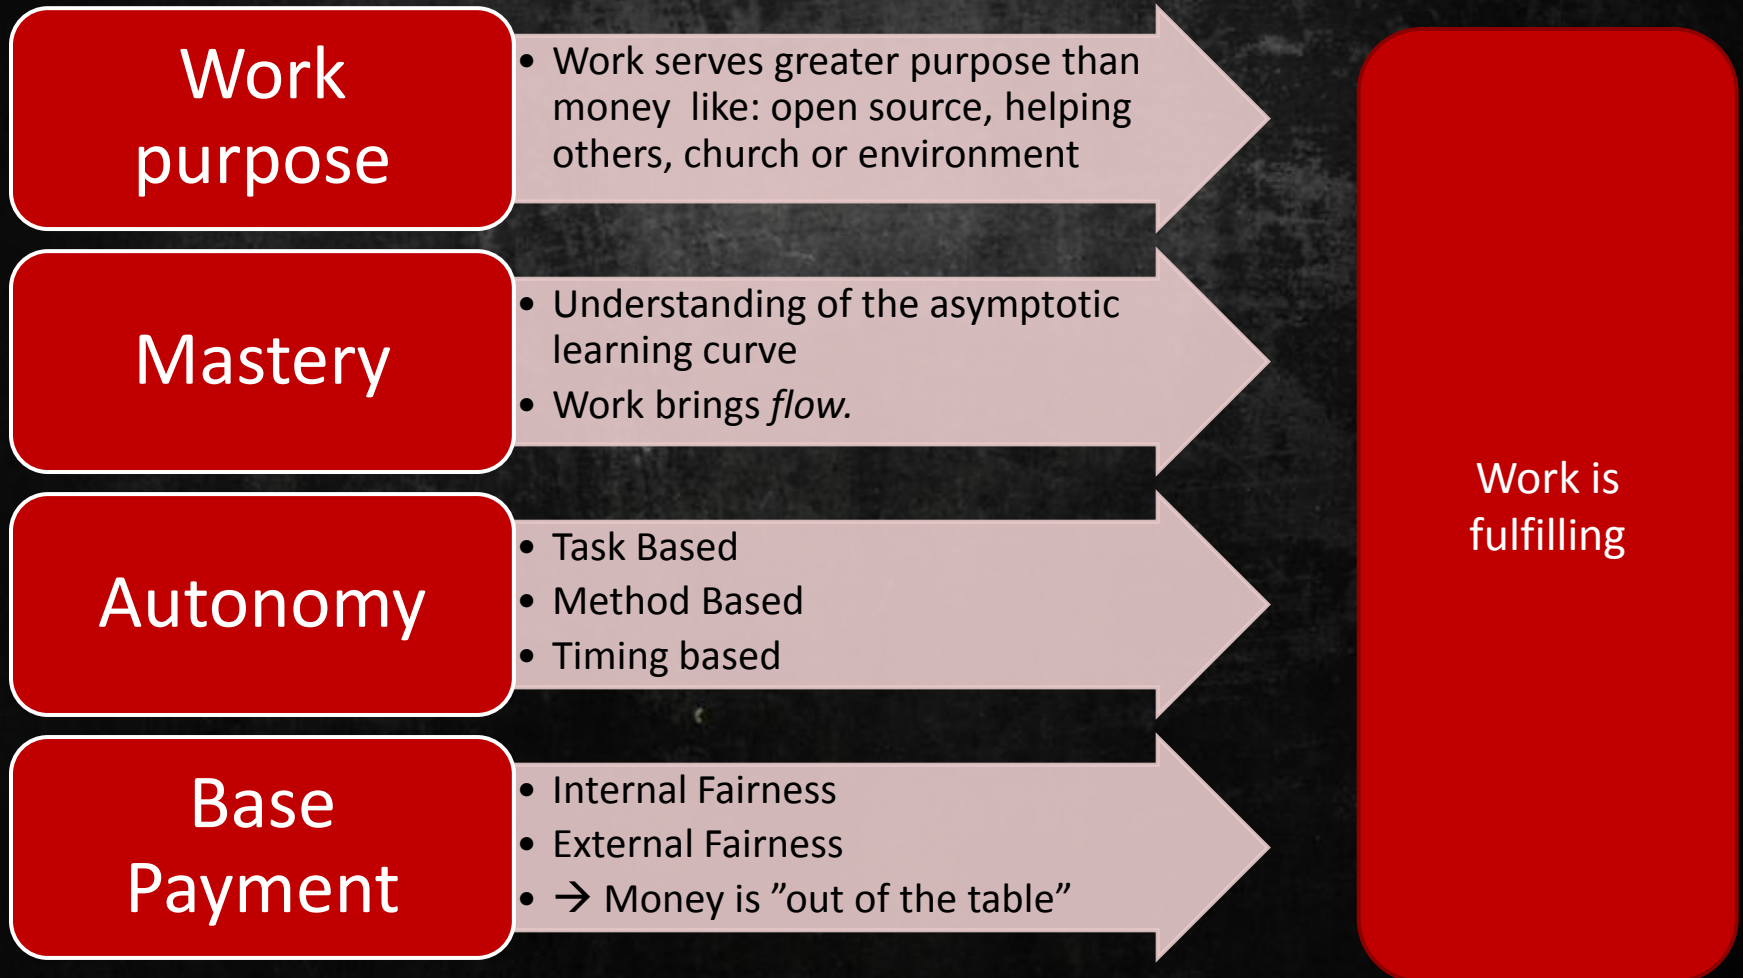 Work
purpose
• Work serves greater purpose than
money  like: open source, helping
others, church or environment
Mastery
• Understanding of the asymptotic
learning curve
• Work brings flow.
Autonomy
• Task Based
• Method Based
• Timing based
Base
Payment
• Internal Fairness
• External Fairness
• → Money is ”out of the table”
Work is
fulfilling